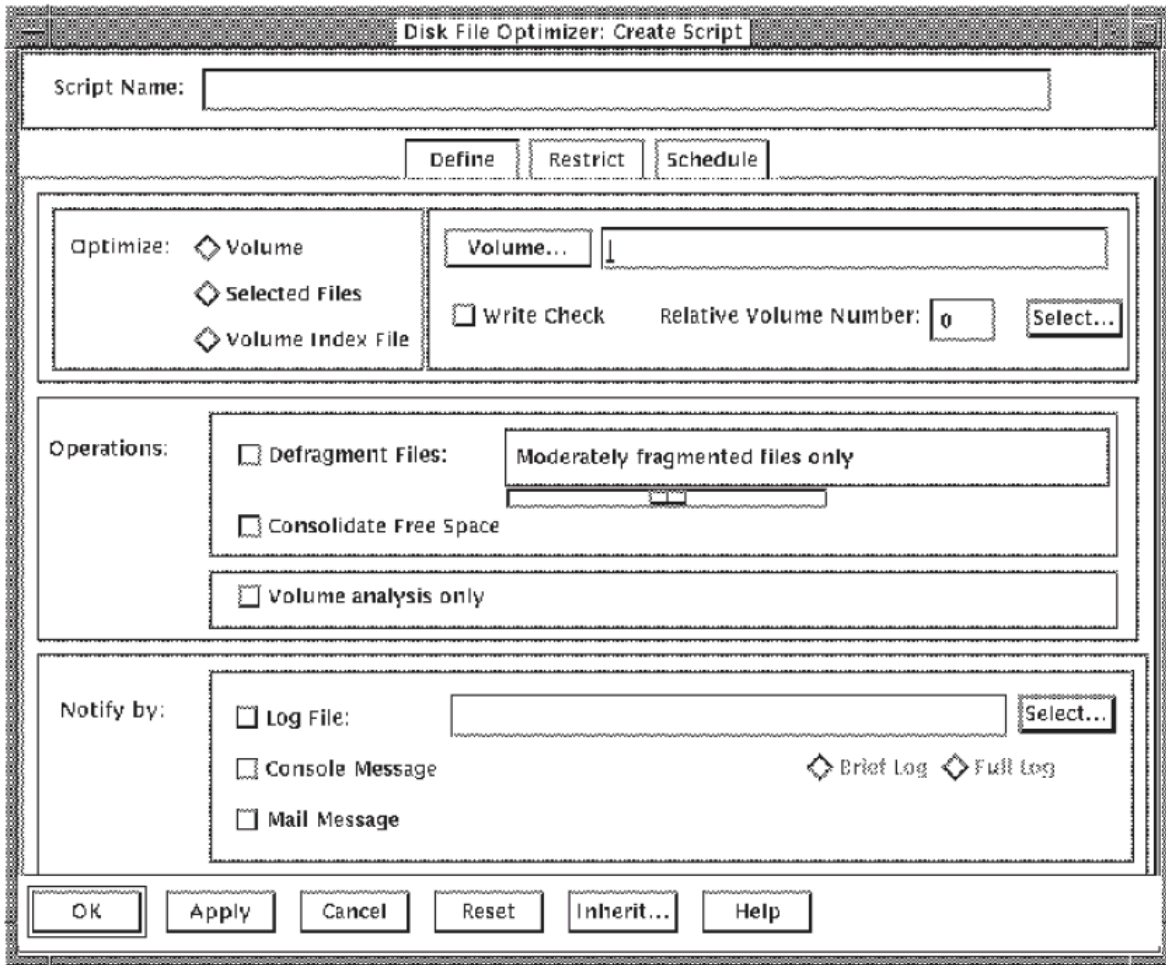 Disk File Optimizer: Create Script
Script Name:
Define Restrict Schedule
Optimize: Volume
Volume...
Selected Files
Write Check Relative Volume Number: 0 Select...
Volume Index File
Operations:
Defragment Files: Moderately fragmented files only
Consolidate Free Space
Volume analysis only
Notify by:
Log File: Select...
Console Message Brief Log Full Log
Mail Message
OK Apply Cancel Reset Inherit... Help